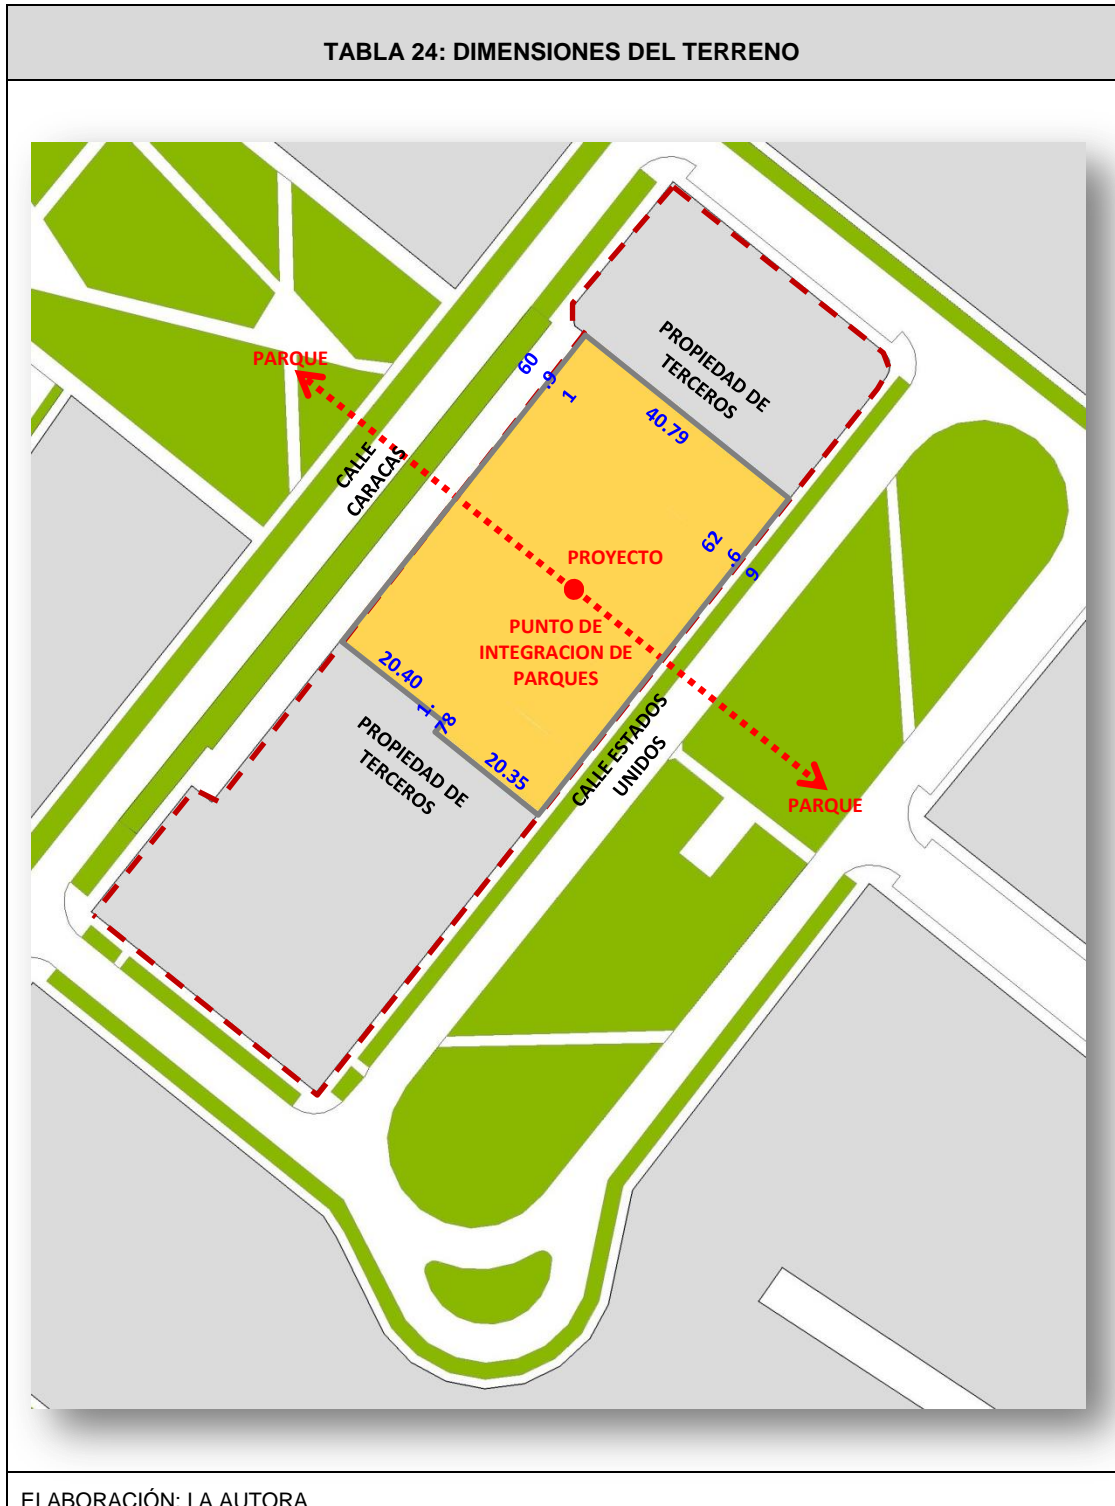 TABLA 24: DIMENSIONES DEL TERRENO
PROPIEDAD DE
TERCEROS
PARQUE
60
.9
1
40.79
CALLE
CARACAS
62
.6
9
PROYECTO
PUNTO DE
INTEGRACION DE
PARQUES
20.40
1.
78
20.35
PROPIEDAD DE
TERCEROS
CALLE ESTADOS
UNIDOS
PARQUE
ELABORACIÓN: LA AUTORA